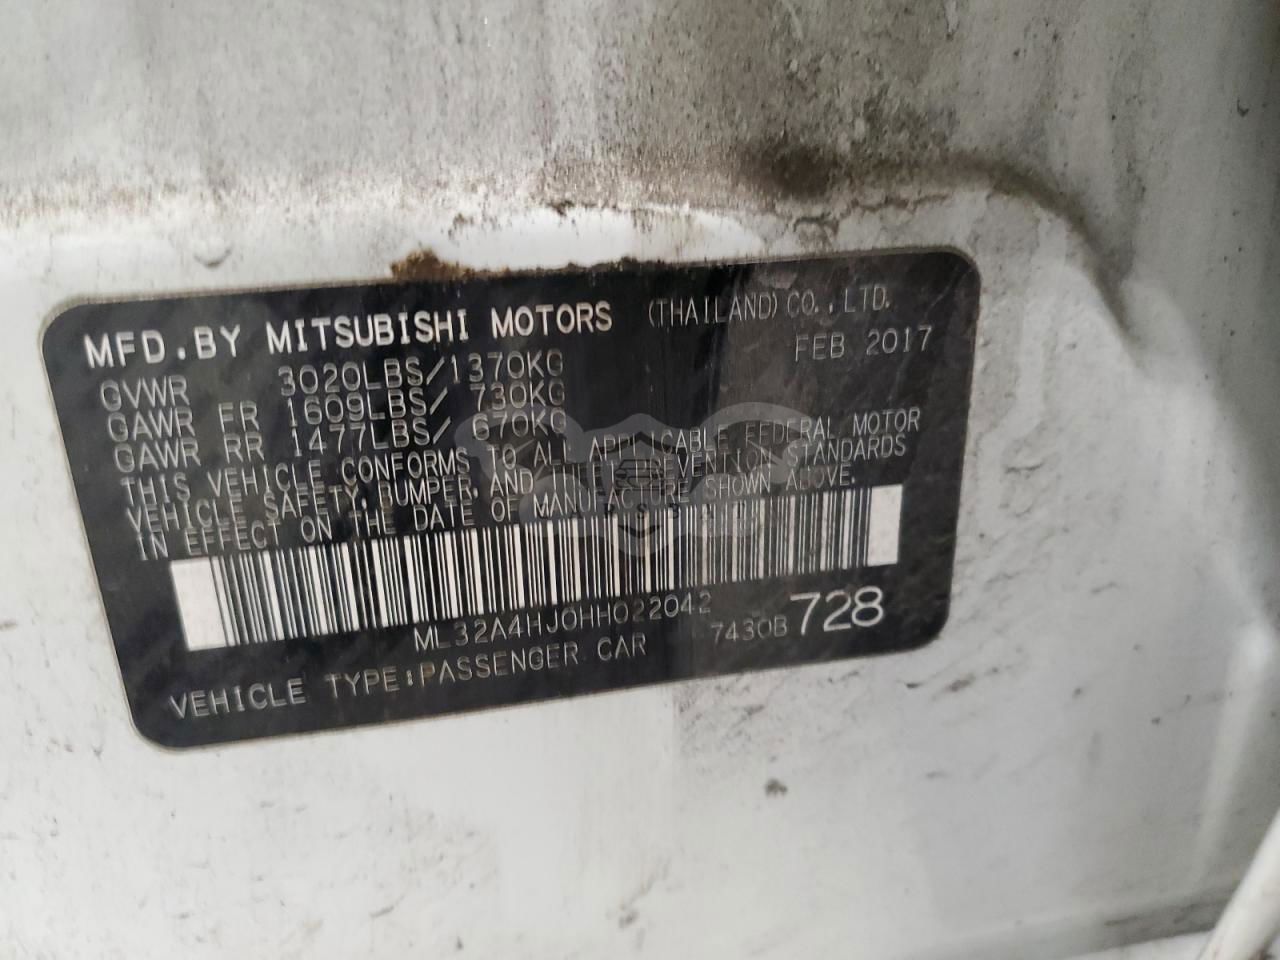 MFD. BY MITSUBISHI MOTORS (THAILAND) CO., LTD.
FEB 2017
GVWR 3020LBS/1370KG
GAWR FR 1609LBS/ 730KG
GAWR RR 1477LBS/ 670KG
THIS VEHICLE CONFORMS TO ALL APPLICABLE FEDERAL MOTOR
VEHICLE SAFETY, BUMPER, AND THEFT PREVENTION STANDARDS
IN EFFECT ON THE DATE OF MANUFACTURE SHOWN ABOVE.
ML32A4HJ0HH022042 7430B 728
VEHICLE TYPE:PASSENGER CAR